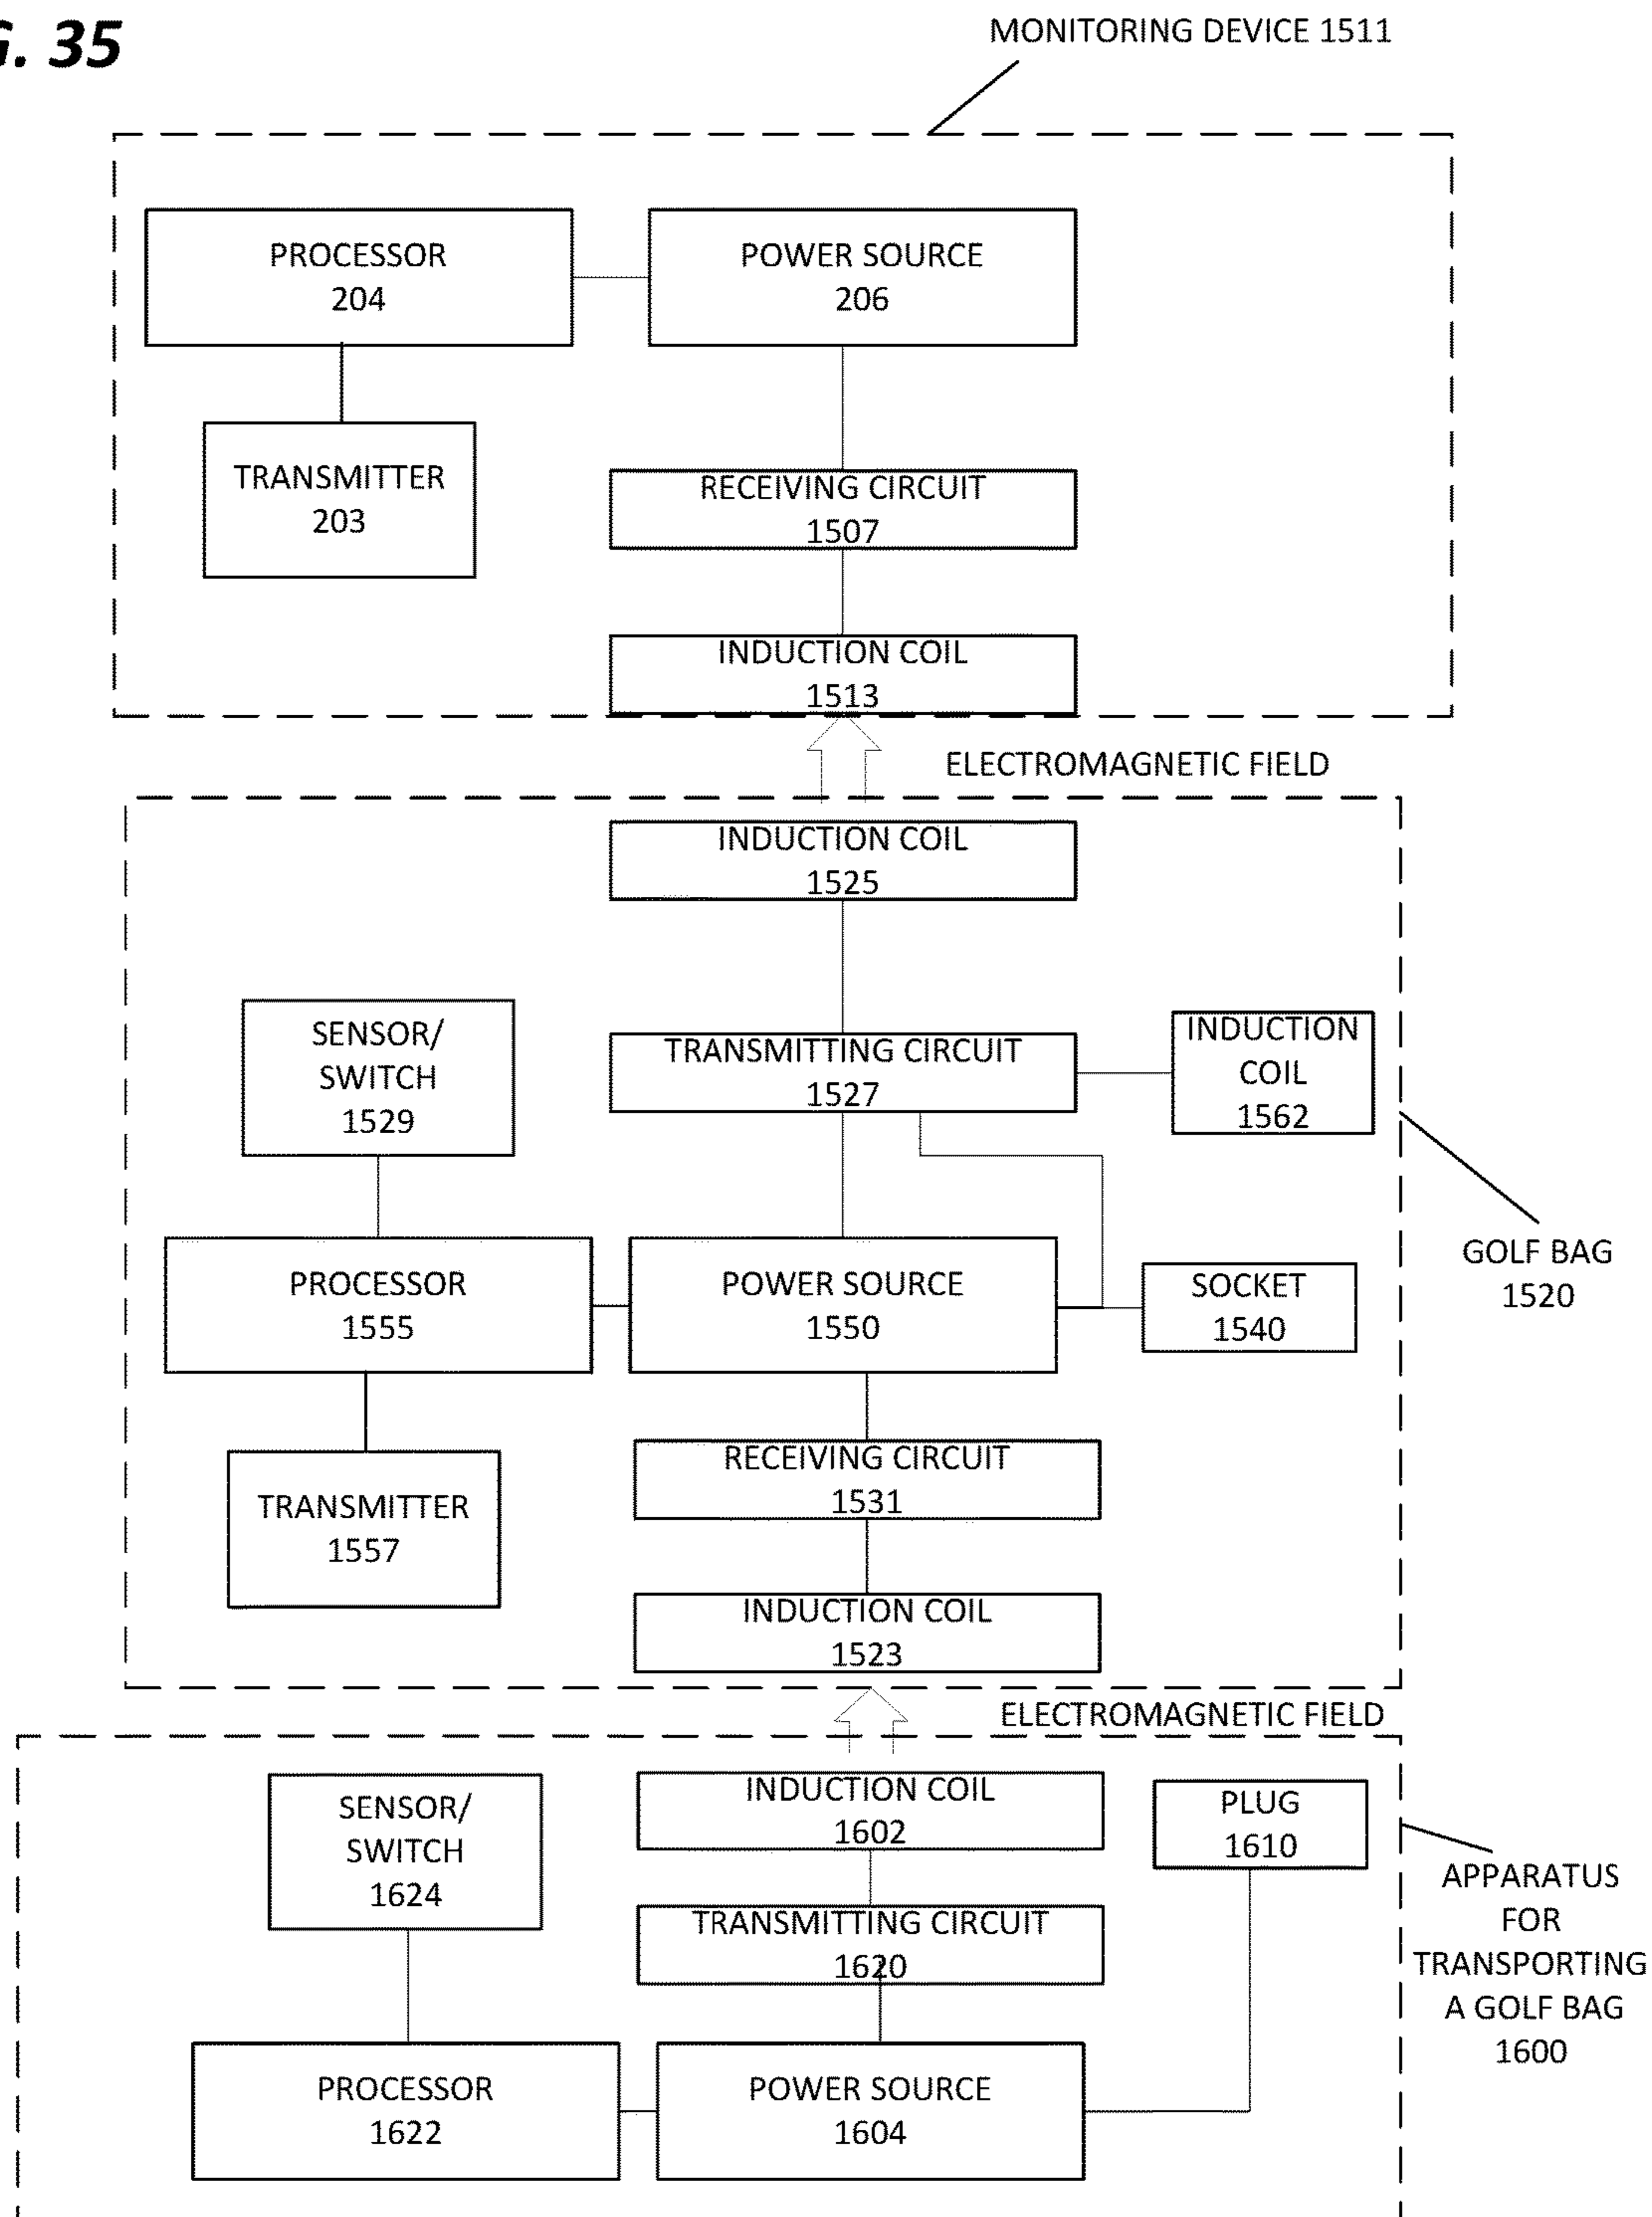 G. 35
MONITORING DEVICE 1511
PROCESSOR
204
POWER SOURCE
206
TRANSMITTER
203
RECEIVING CIRCUIT
1507
INDUCTION COIL
1513
ELECTROMAGNETIC FIELD
INDUCTION COIL
1525
SENSOR/
SWITCH
1529
TRANSMITTING CIRCUIT
1527
INDUCTION
COIL
1562
PROCESSOR
1555
POWER SOURCE
1550
SOCKET
1540
GOLF BAG
1520
TRANSMITTER
1557
RECEIVING CIRCUIT
1531
INDUCTION COIL
1523
ELECTROMAGNETIC FIELD
SENSOR/
SWITCH
1624
INDUCTION COIL
1602
PLUG
1610
TRANSMITTING CIRCUIT
1620
APPARATUS
FOR
TRANSPORTING
A GOLF BAG
1600
PROCESSOR
1622
POWER SOURCE
1604